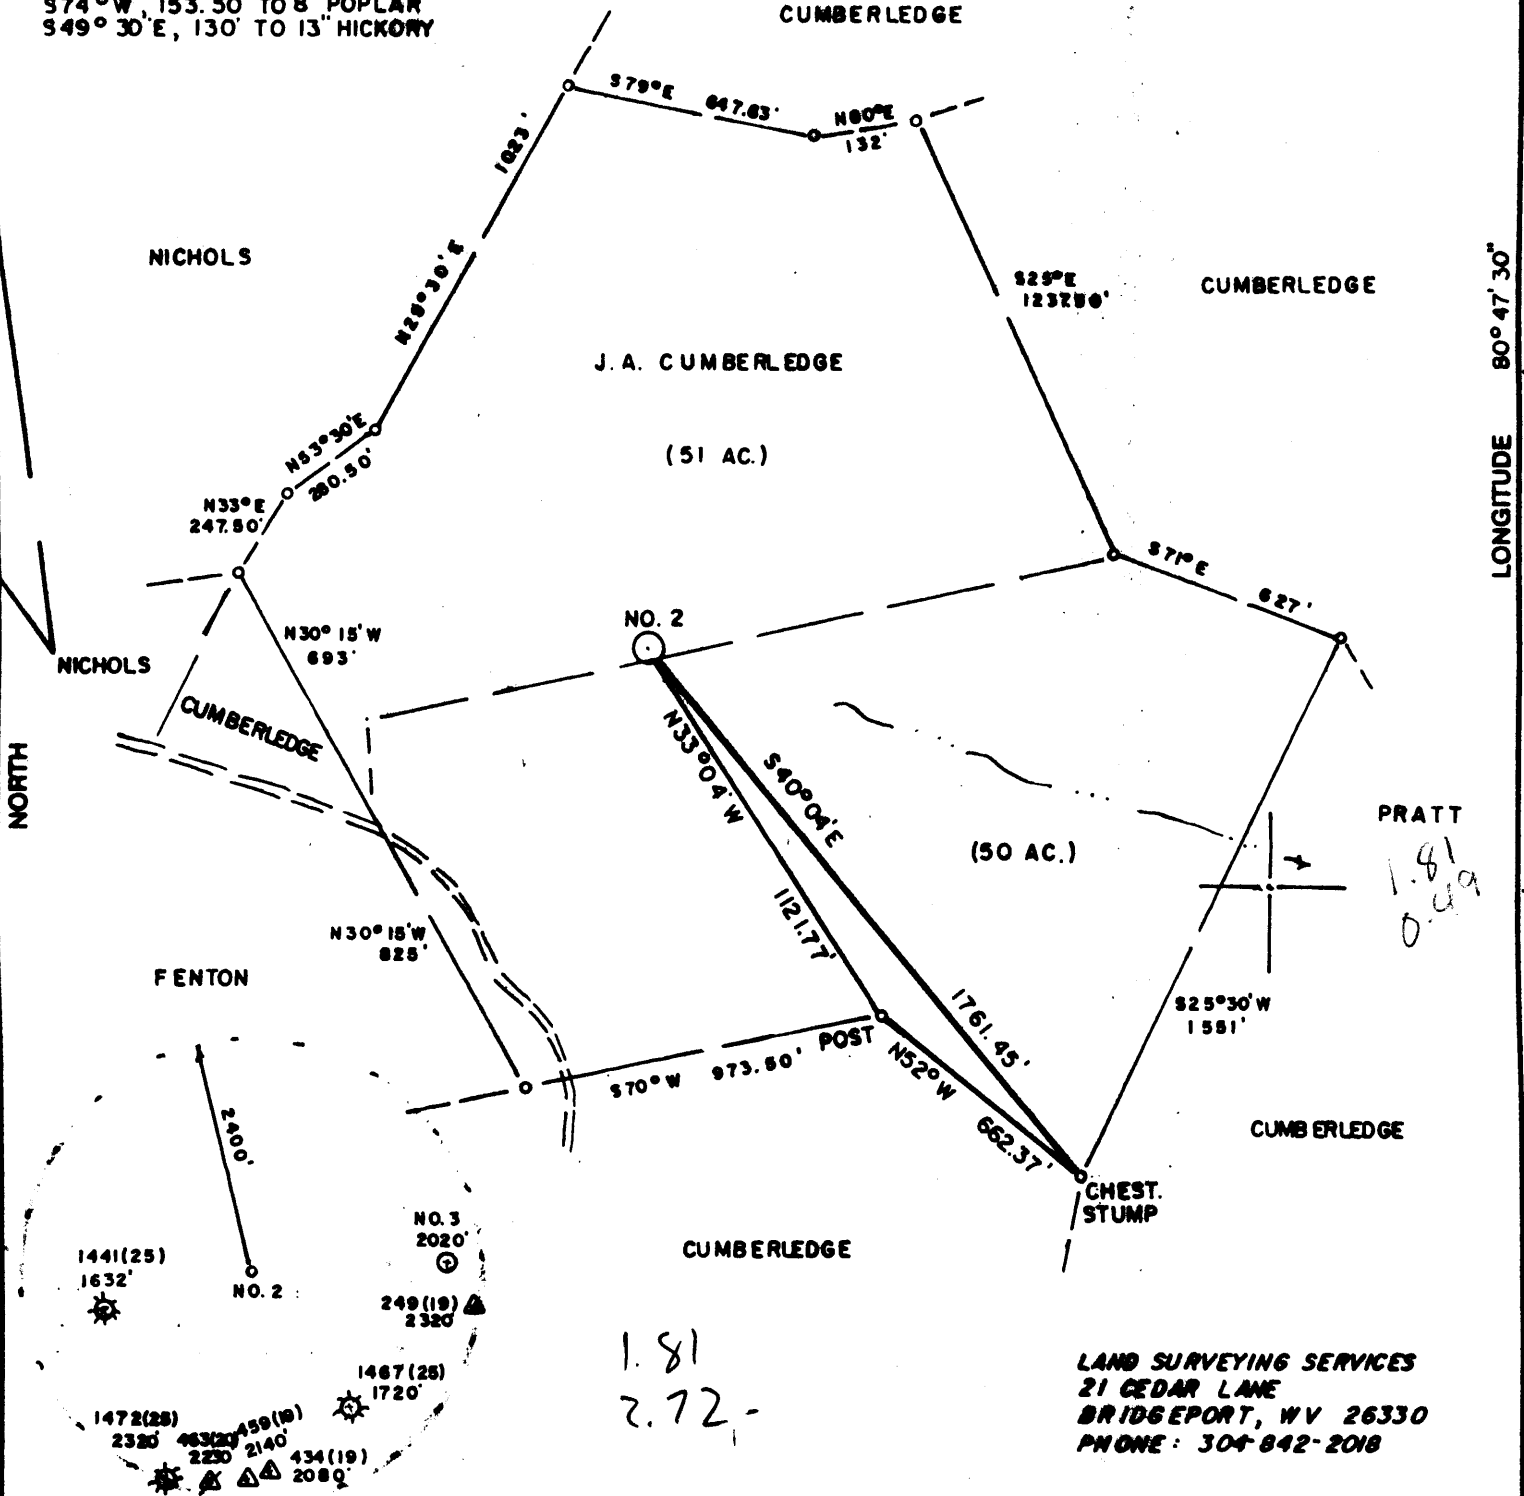 S74°W, 153.50' TO 8" POPLAR
S49°30'E, 130' TO 13" HICKORY
CUMBERLEDGE
S79°E 647.63'
N80°E
132'
1023'
N25°30'E
NICHOLS
S25°E
CUMBERLEDGE
LONGITUDE 80°47'30"
J.A. CUMBERLEDGE
(51 AC.)
N53°30'E
280.50'
N33°E
247.50'
S71°E 627'
NO. 2
N30°15'W
693'
NICHOLS
CUMBERLEDGE
NORTH
N33°04'W 1121.77'
S40°04'E 1761.45'
PRATT
1.81
0.49
(50 AC.)
N30°15'W
825'
FENTON
S25°30'W
1551'
POST
S70°W 973.50'
N52°W 662.37'
CUMBERLEDGE
CHEST.
STUMP
2400'
NO. 3
2020'
CUMBERLEDGE
1441(25)
1632'
NO. 2
249(19)
2320'
1.81
2.72
1467(25)
1720'
1472(25)
2320'
463(20)
2230'
459(19)
2140'
434(19)
2080'
LAND SURVEYING SERVICES
21 CEDAR LANE
BRIDGEPORT, WV 26330
PHONE: 304-842-2018